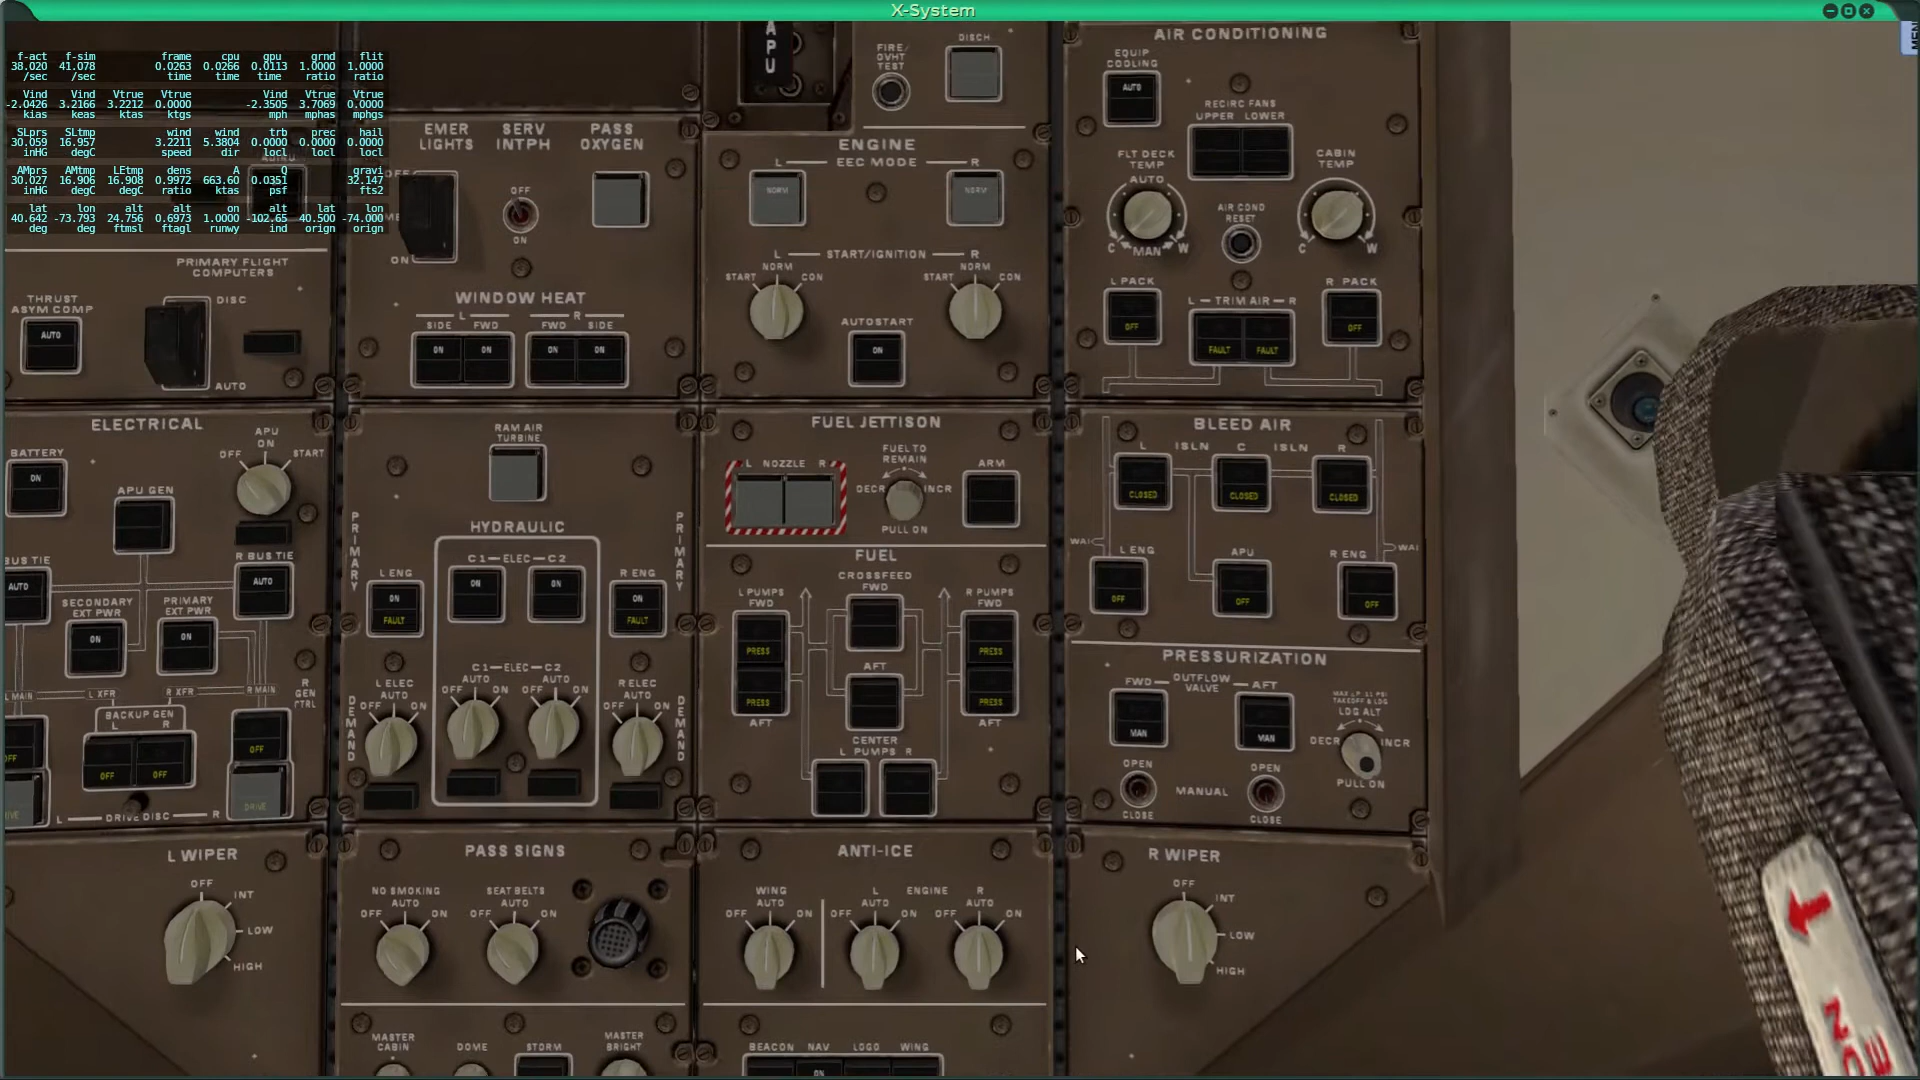 X-System
MEN
f-act f-sim frame cpu gpu grnd flit
38.020 41.078 0.0263 0.0266 0.0113 1.0000 1.0000
/sec /sec time time time ratio ratio
Vind Vind Vtrue Vtrue Vind Vtrue Vtrue
-2.0426 3.2166 3.2212 0.0000 -2.3505 3.7069 0.0000
kias keas ktas ktgs mph mphas mphgs
SLprs SLtmp wind wind trb prec hail
30.059 16.957 3.2211 5.3804 0.0000 0.0000 0.0000
inHG degC speed dir locl locl locl
AMprs AMtmp LEtmp dens A Q gravi
30.027 16.906 16.908 0.9972 663.60 0.0351 32.147
inHG degC degC ratio ktas psf fts2
lat lon alt alt on alt lat lon
40.642 -73.793 24.756 0.6973 1.0000 -102.65 40.500 -74.000
deg deg ftmsl ftagl runwy ind orign orign
PRIMARY FLIGHT
COMPUTERS
DISC
AUTO
THRUST
ASYM COMP
AUTO
ELECTRICAL
BATTERY
ON
APU
ON
OFF START
APU GEN
BUS TIE
AUTO
R BUS TIE
AUTO
SECONDARY
EXT PWR
ON
PRIMARY
EXT PWR
ON
L MAIN L XFR R XFR R MAIN
R
GEN
CTRL
BACKUP GEN
L R
OFF OFF
OFF
OFF
DRIVE
L DRIVE DISC R
L WIPER
OFF
INT
LOW
HIGH
EMER
LIGHTS
ON
SERV
INTPH
OFF
ON
PASS
OXYGEN
WINDOW HEAT
L R
SIDE FWD FWD SIDE
ON ON ON ON
RAM AIR
TURBINE
HYDRAULIC
PRIMARY
PRIMARY
C1 ELEC C2
ON ON
L ENG
ON
FAULT
R ENG
ON
FAULT
C1 ELEC C2
AUTO AUTO
OFF ON OFF ON
L ELEC
AUTO
OFF ON
R ELEC
AUTO
OFF ON
DEMAND
DEMAND
PASS SIGNS
NO SMOKING
AUTO
OFF ON
SEAT BELTS
AUTO
OFF ON
MASTER
CABIN
DOME
STORM
MASTER
BRIGHT
APU
FIRE/
OVHT
TEST
DISCH
ENGINE
L EEC MODE R
NORM NORM
L START/IGNITION R
NORM
START CON
NORM
START CON
AUTOSTART
ON
FUEL JETTISON
L NOZZLE R
FUEL TO
REMAIN
DECR INCR
PULL ON
ARM
FUEL
CROSSFEED
FWD
L PUMPS
FWD
PRESS
PRESS
AFT
AFT
R PUMPS
FWD
PRESS
PRESS
AFT
CENTER
L PUMPS R
ANTI-ICE
WING
AUTO
OFF ON
L ENGINE R
AUTO AUTO
OFF ON OFF ON
BEACON NAV LOGO WING
ON
AIR CONDITIONING
EQUIP
COOLING
AUTO
RECIRC FANS
UPPER LOWER
FLT DECK
TEMP
AUTO
C MAN W
AIR COND
RESET
CABIN
TEMP
C W
L PACK
OFF
L TRIM AIR R
FAULT FAULT
R PACK
OFF
BLEED AIR
L ISLN C ISLN R
CLOSED CLOSED CLOSED
WAI
WAI
L ENG
OFF
APU
OFF
R ENG
OFF
PRESSURIZATION
FWD OUTFLOW VALVE AFT
MAN MAN
LDG ALT
DECR INCR
PULL ON
OPEN OPEN
MANUAL
CLOSE CLOSE
R WIPER
OFF
INT
LOW
HIGH